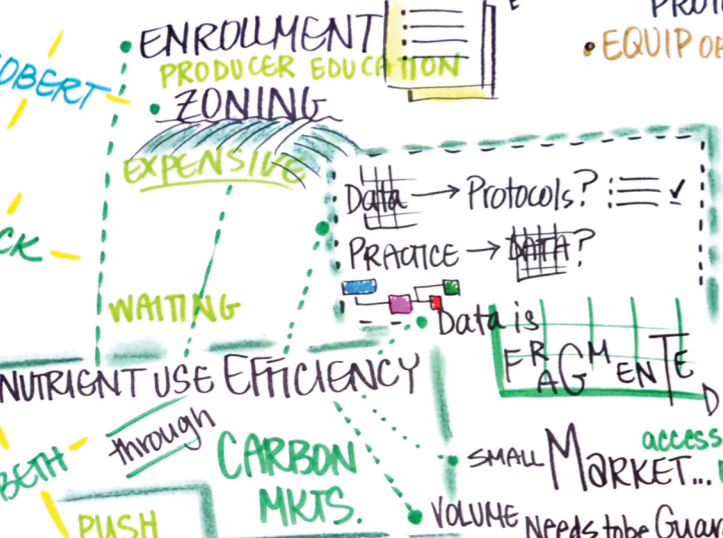 ENROLLMENT
PRODUCER EDUCATION
ZONING
EXPENSIVE
EQUIP
OBERT
Data → Protocols? ✓
PRACTICE → DATA?
CK
WAITING
Data is
FRAGMENTED
NUTRIENT USE EFFICIENCY
through
CARBON
MKTS.
BETH
PUSH
access
SMALL MARKET...
VOLUME
Needs to be Guar